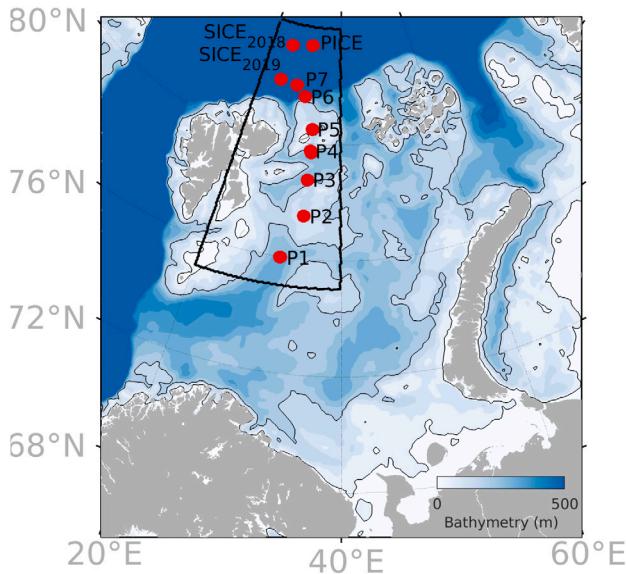 80°N
SICE2018
PICE
SICE2019
P7
P6
P5
P4
76°N
P3
P2
P1
72°N
68°N
0
500
Bathymetry (m)
20°E
40°E
60°E